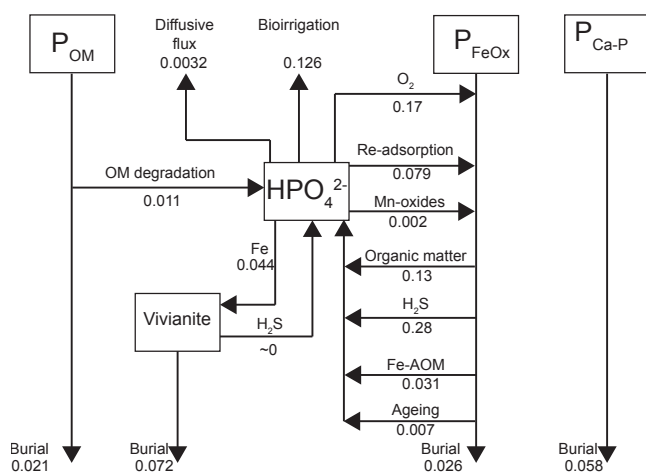 Diffusive
flux
0.0032
Bioirrigation
0.126
P_OM
P_FeOx
P_Ca-P
O₂
0.17
Re-adsorption
0.079
OM degradation
0.011
HPO₄²⁻
Mn-oxides
0.002
Fe
0.044
Organic matter
0.13
Vivianite
H₂S
~0
H₂S
0.28
Fe-AOM
0.031
Ageing
0.007
Burial
0.021
Burial
0.072
Burial
0.026
Burial
0.058